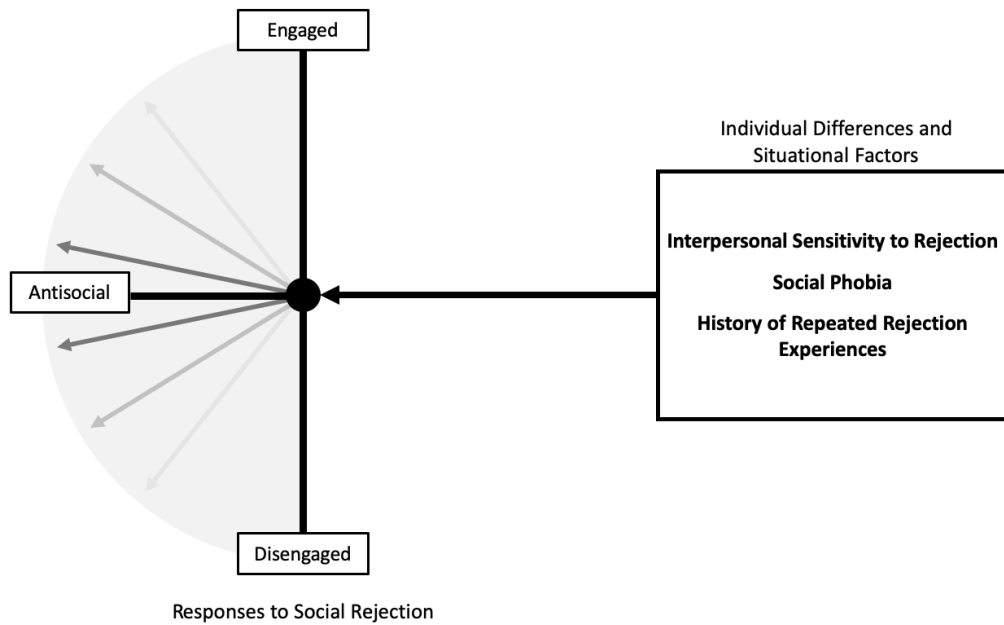 Engaged
Individual Differences and
Situational Factors
Interpersonal Sensitivity to Rejection
Social Phobia
History of Repeated Rejection
Experiences
Antisocial
Disengaged
Responses to Social Rejection